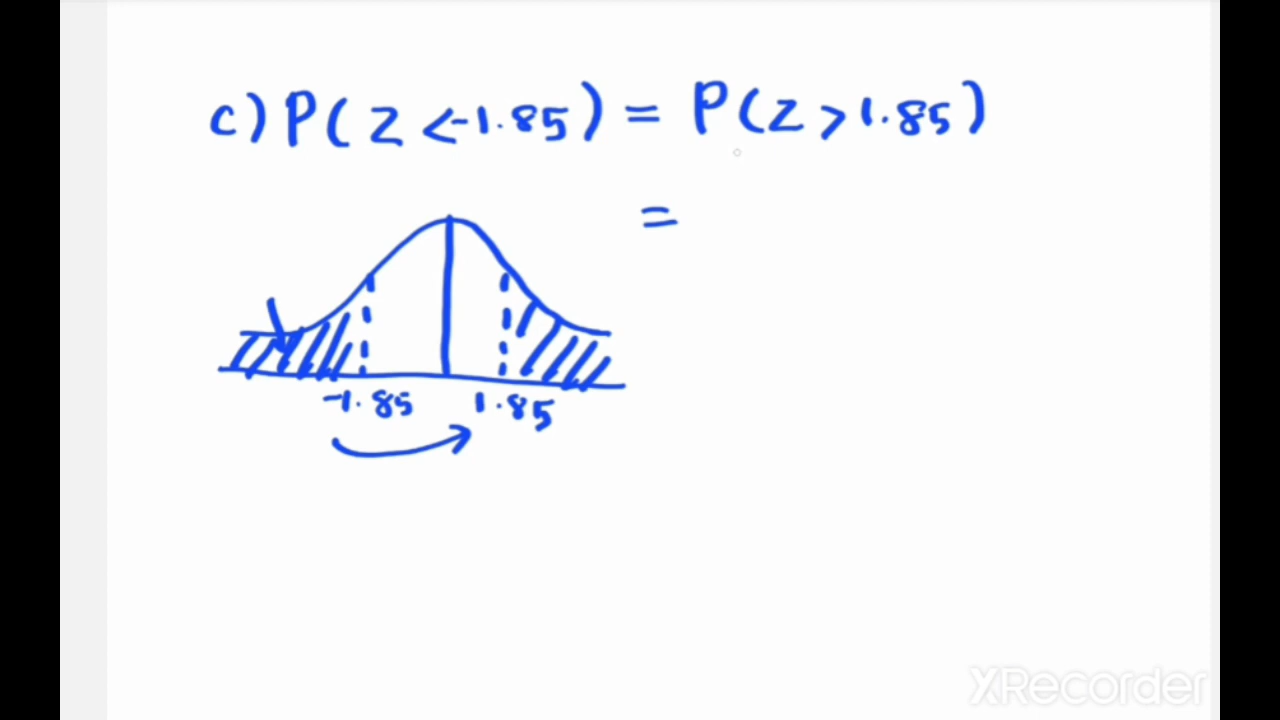 c) P( Z < -1.85 ) = P( Z > 1.85 )
=
-1.85 1.85
XRecorder